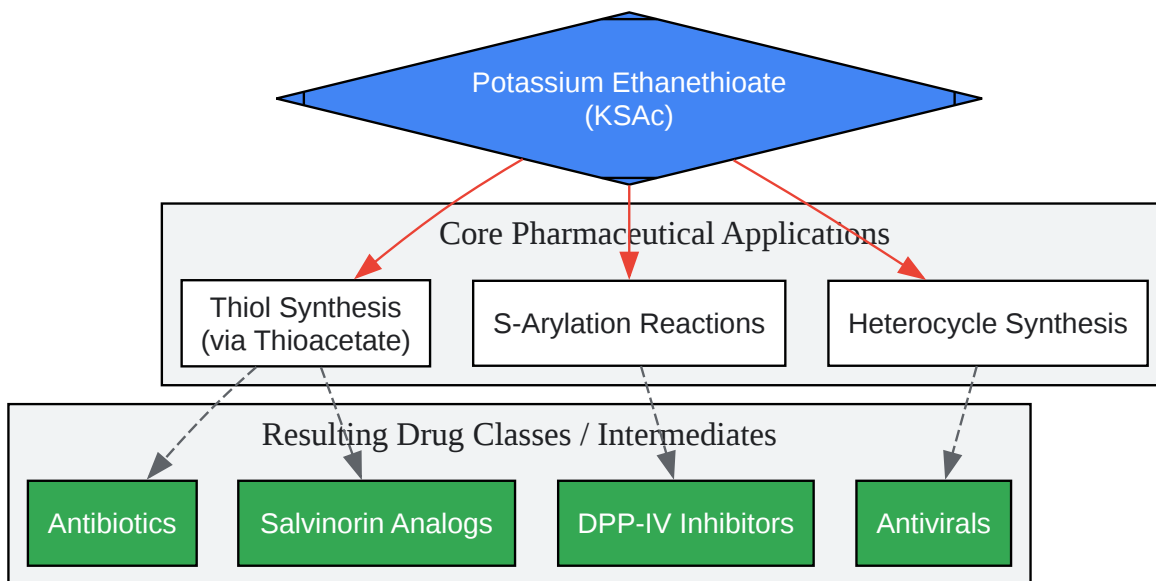 Potassium Ethanethioate
(KSAc)
Core Pharmaceutical Applications
Thiol Synthesis
(via Thioacetate)
S-Arylation Reactions
Heterocycle Synthesis
Resulting Drug Classes / Intermediates
Antibiotics
Salvinorin Analogs
DPP-IV Inhibitors
Antivirals